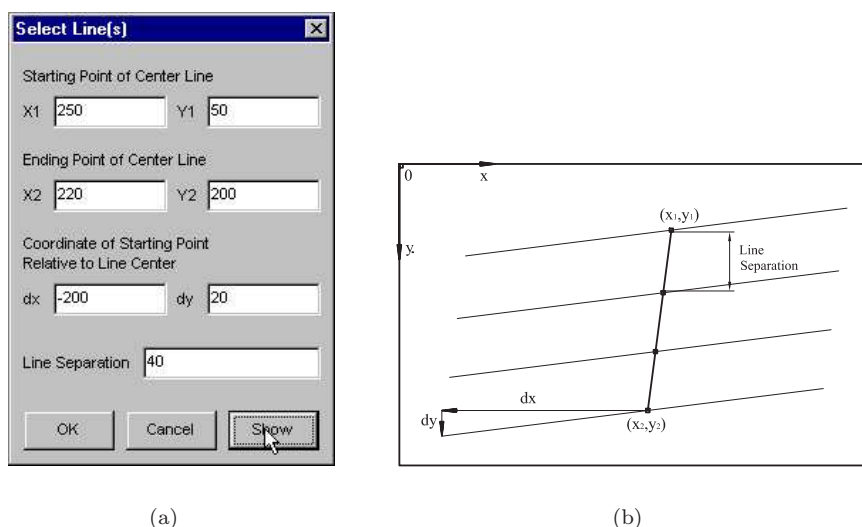 Select Line(s)
Starting Point of Center Line
X1 250 Y1 50
Ending Point of Center Line
X2 220 Y2 200
Coordinate of Starting Point
Relative to Line Center
dx -200 dy 20
Line Separation 40
OK Cancel Show
(a)
0 x
y
(x₁,y₁)
Line
Separation
dx
dy
(x₂,y₂)
(b)